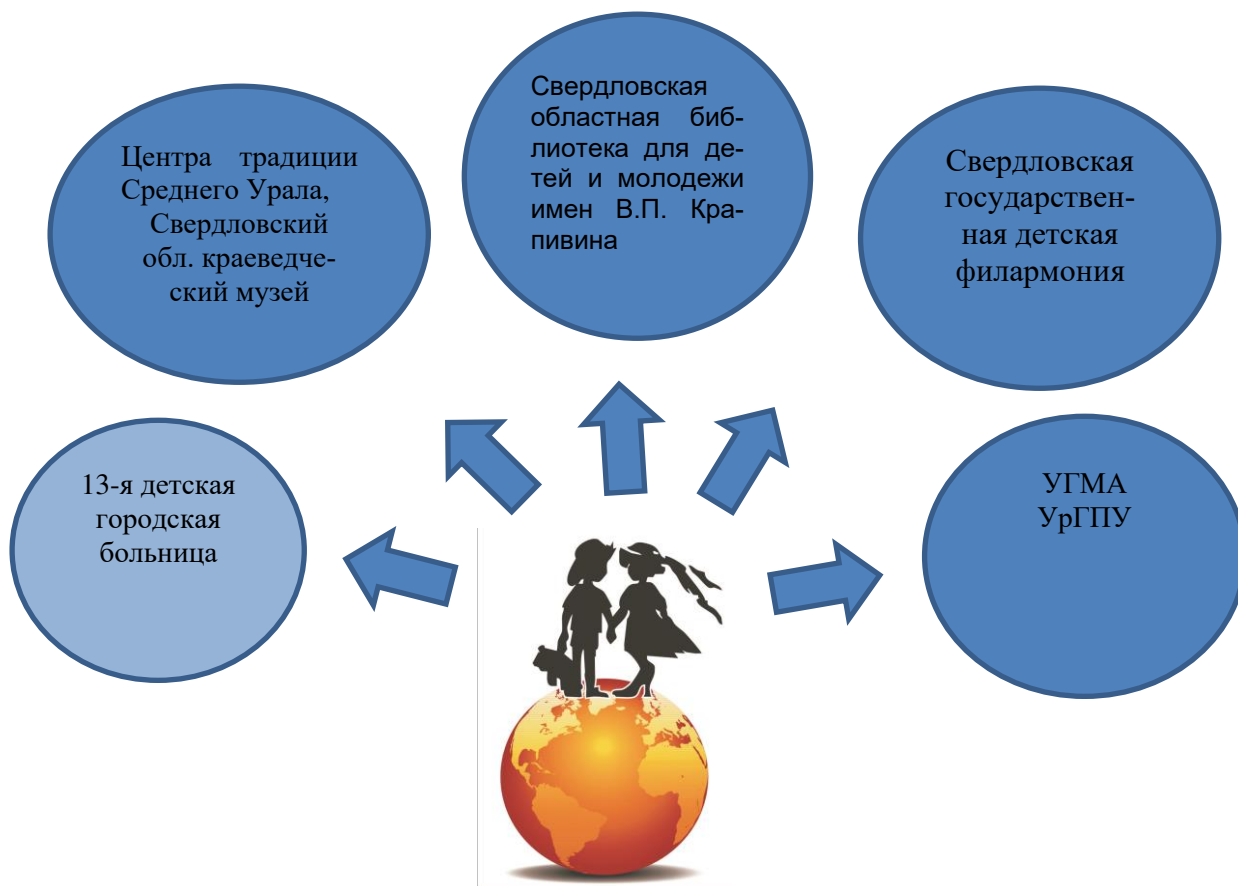 Центра традиции
Среднего Урала,
Свердловский
обл. краеведче-
ский музей
Свердловская
областная биб-
лиотека для де-
тей и молодежи
имен В.П. Кра-
пивина
Свердловская
государствен-
ная детская
филармония
13-я детская
городская
больница
УГМА
УрГПУ